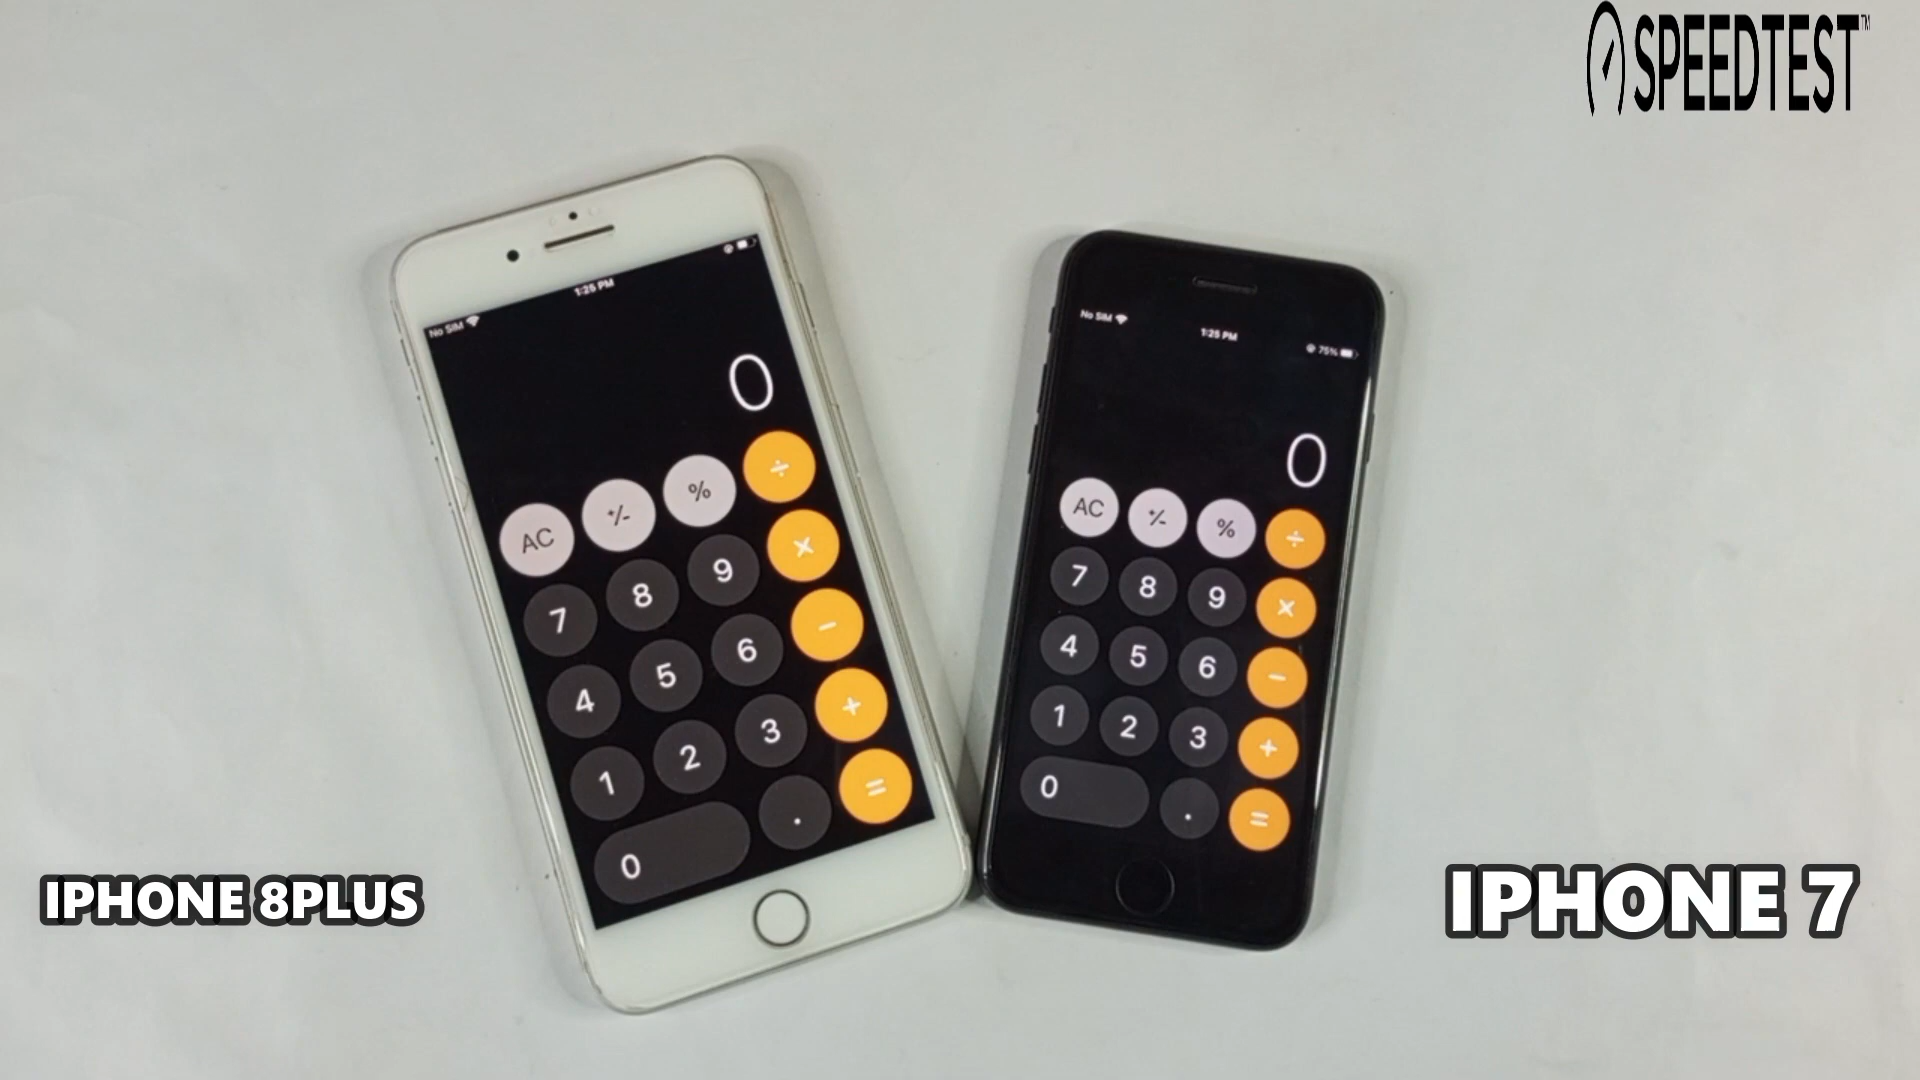 SPEEDTEST™
No SIM
1:25 PM
0
AC +/- % ÷
7 8 9 ×
4 5 6 −
1 2 3 +
0 . =
No SIM
1:25 PM
75%
0
AC +/- % ÷
7 8 9 ×
4 5 6 −
1 2 3 +
0 . =
IPHONE 8PLUS
IPHONE 7